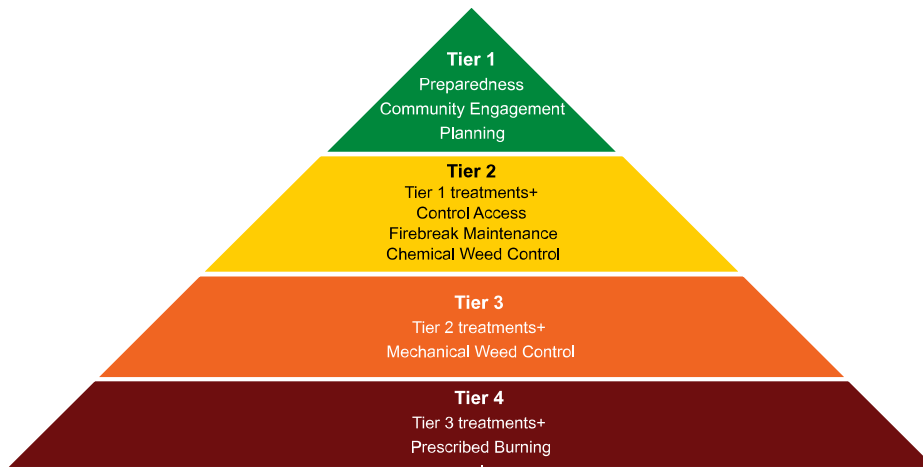 Tier 1
Preparedness
Community Engagement
Planning
Tier 2
Tier 1 treatments+
Control Access
Firebreak Maintenance
Chemical Weed Control
Tier 3
Tier 2 treatments+
Mechanical Weed Control
Tier 4
Tier 3 treatments+
Prescribed Burning